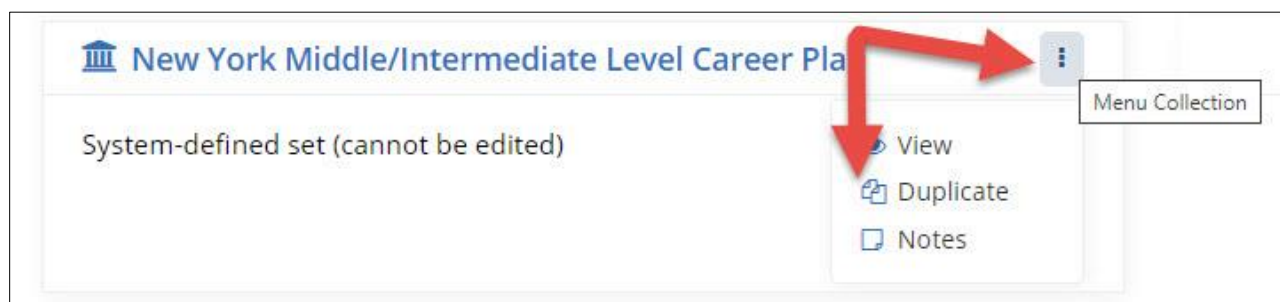 New York Middle/Intermediate Level Career Pla
Menu Collection
System-defined set (cannot be edited)
View
Duplicate
Notes